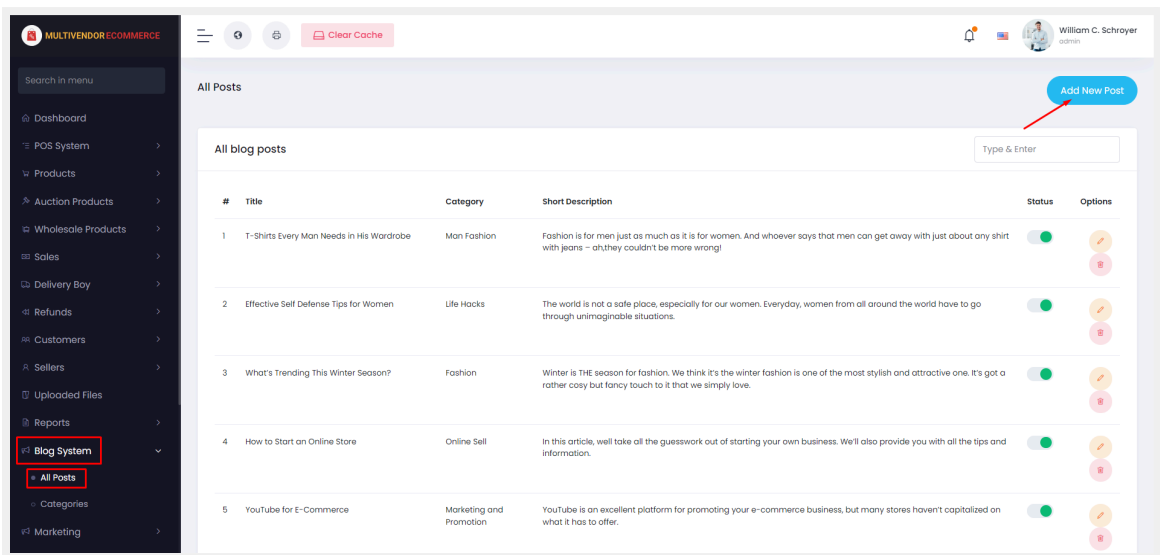 MULTIVENDOR ECOMMERCE
Clear Cache
William C. Schroyer
admin
Search in menu
All Posts
Add New Post
Dashboard
POS System
Products
Auction Products
Wholesale Products
Sales
Delivery Boy
Refunds
Customers
Sellers
Uploaded Files
Reports
Blog System
All Posts
Categories
Marketing
All blog posts
Type & Enter
# Title Category Short Description Status Options
1 T-Shirts Every Man Needs in His Wardrobe Man Fashion Fashion is for men just as much as it is for women. And whoever says that men can get away with just about any shirt
with jeans – ah,they couldn't be more wrong!
2 Effective Self Defense Tips for Women Life Hacks The world is not a safe place, especially for our women. Everyday, women from all around the world have to go
through unimaginable situations.
3 What's Trending This Winter Season? Fashion Winter is THE season for fashion. We think it's the winter fashion is one of the most stylish and attractive one. It's got a
rather cosy but fancy touch to it that we simply love.
4 How to Start an Online Store Online Sell In this article, well take all the guesswork out of starting your own business. We'll also provide you with all the tips and
information.
5 YouTube for E-Commerce Marketing and YouTube is an excellent platform for promoting your e-commerce business, but many stores haven't capitalized on
Promotion what it has to offer.